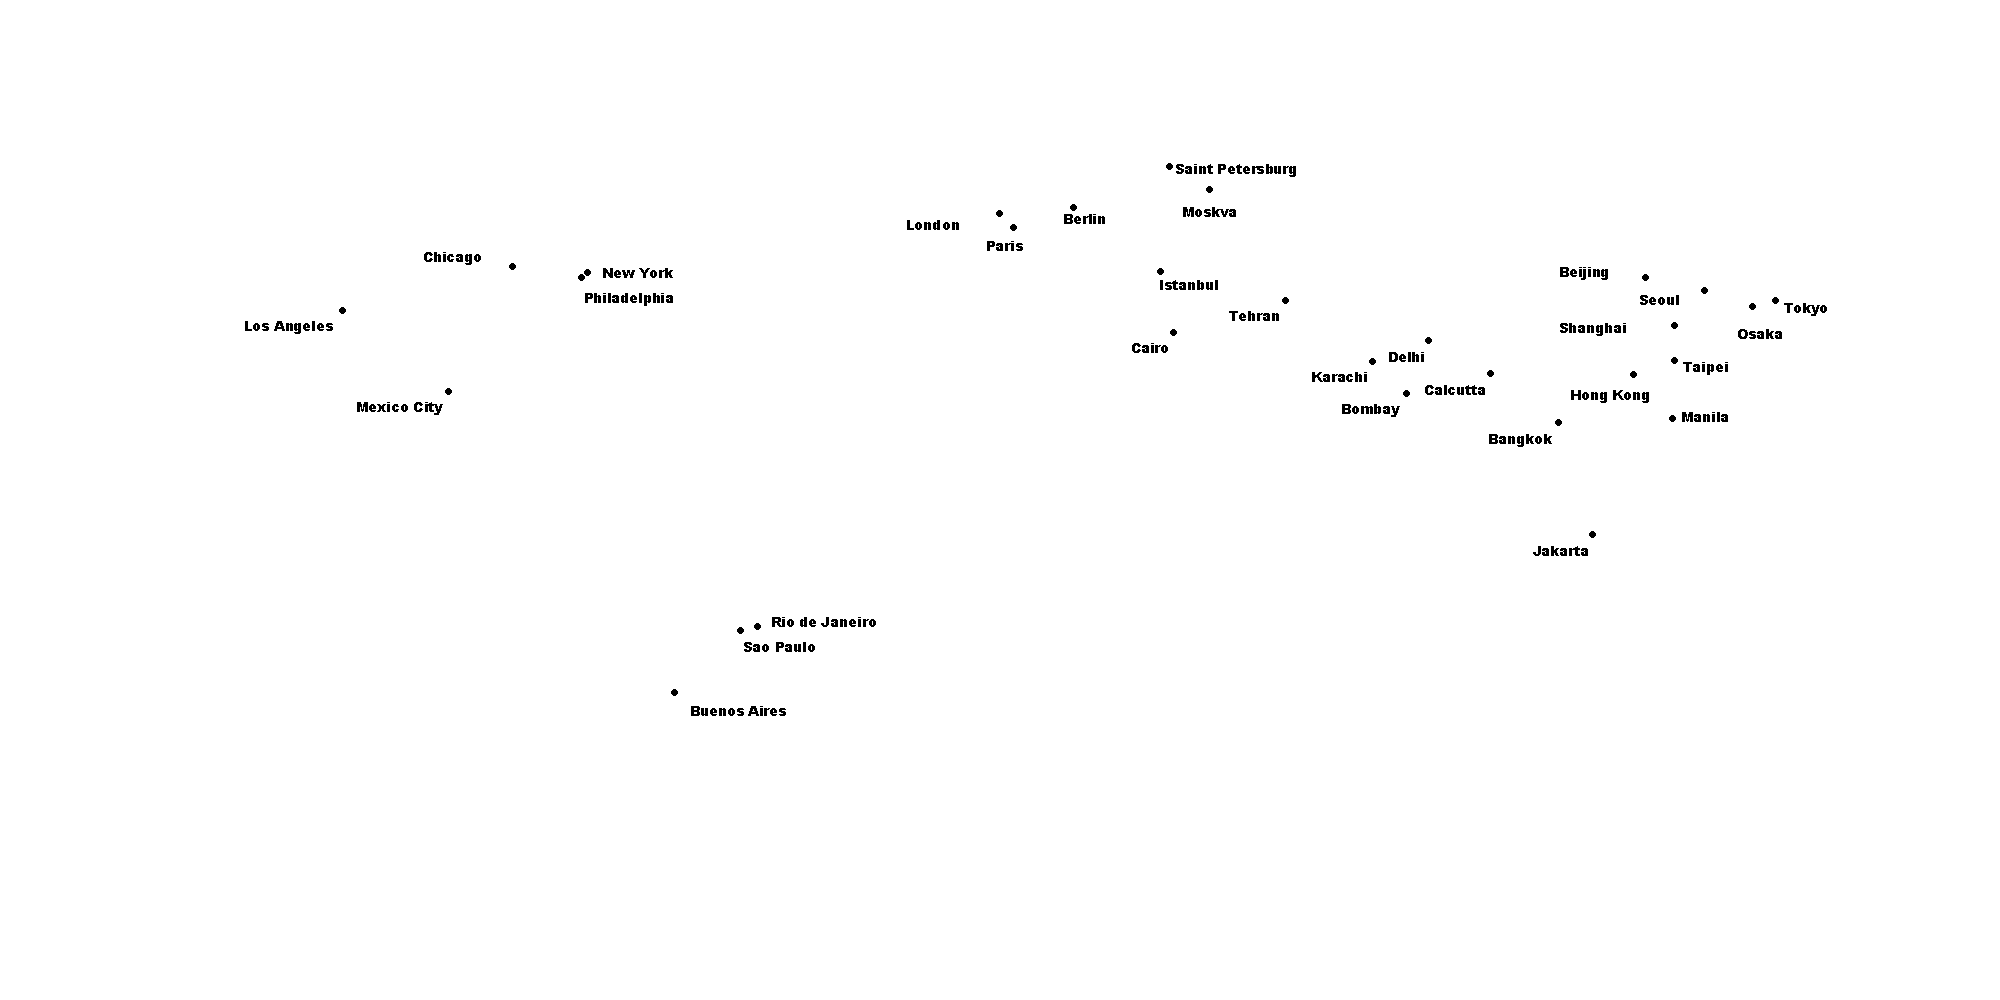 Saint Petersburg
Moskva
Berlin
London
Paris
Chicago
New York
Beijing
Istanbul
Philadelphia
Seoul
Tokyo
Tehran
Los Angeles
Shanghai
Osaka
Cairo
Delhi
Taipei
Karachi
Calcutta
Hong Kong
Mexico City
Bombay
Manila
Bangkok
Jakarta
Rio de Janeiro
Sao Paulo
Buenos Aires